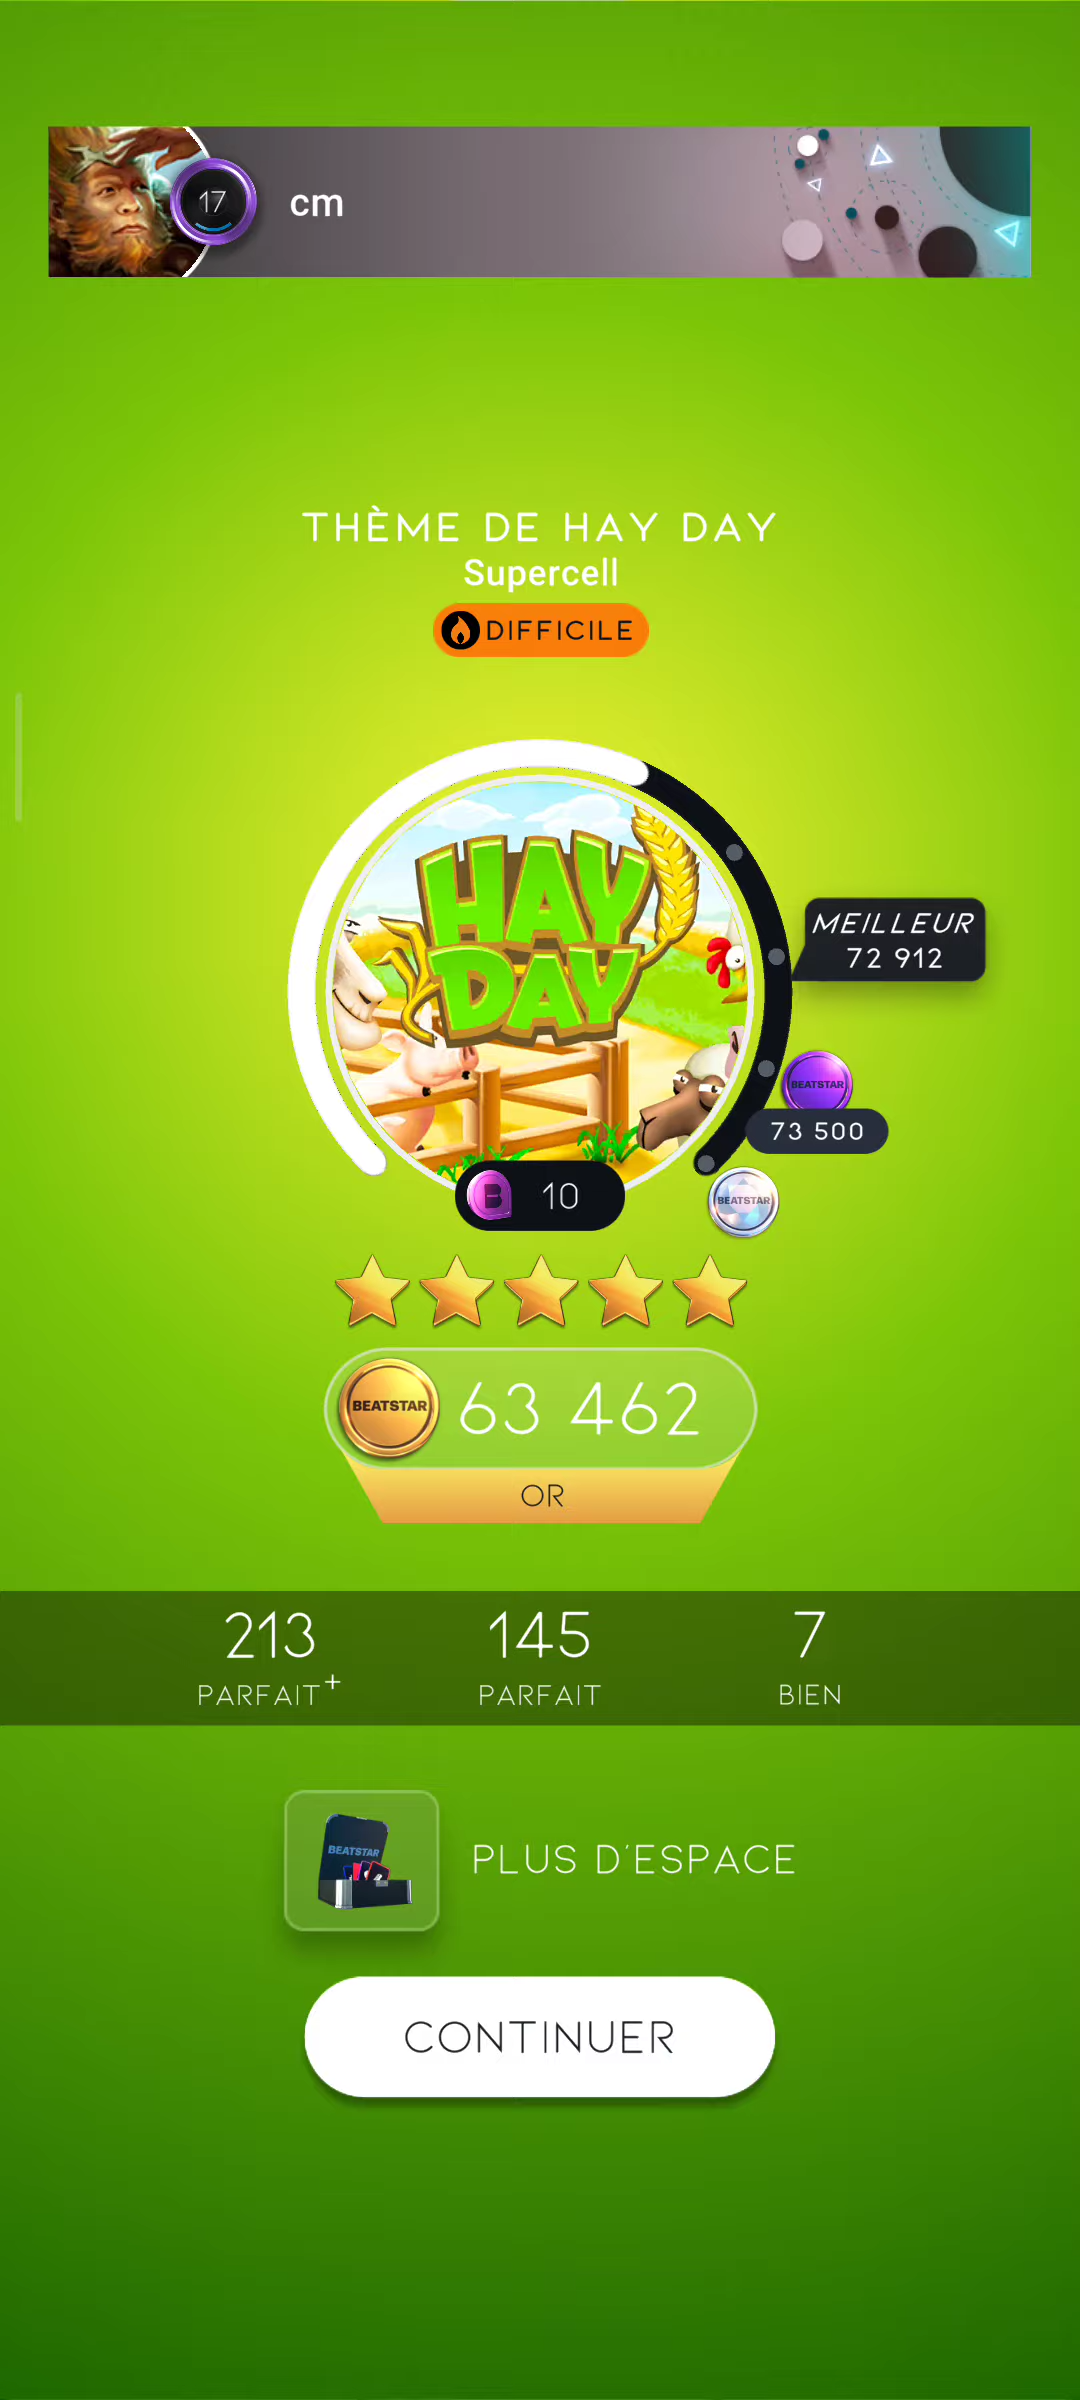 17
cm
THÈME DE HAY DAY
Supercell
DIFFICILE
HAY
DAY
MEILLEUR
72 912
BEATSTAR
73 500
BEATSTAR
B 10
BEATSTAR 63 462
OR
213 145 7
PARFAIT+ PARFAIT BIEN
BEATSTAR
PLUS D'ESPACE
CONTINUER